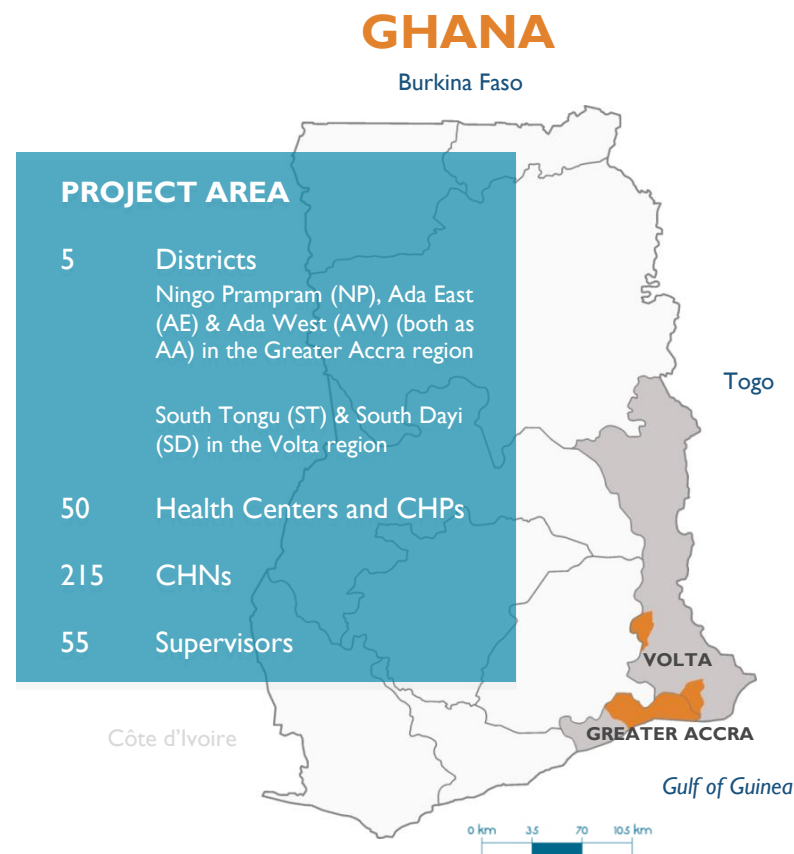 GHANA
Burkina Faso
PROJECT AREA
5 Districts
Ningo Prampram (NP), Ada East
(AE) & Ada West (AW) (both as
AA) in the Greater Accra region
South Tongu (ST) & South Dayi
(SD) in the Volta region
50 Health Centers and CHPs
215 CHNs
55 Supervisors
Togo
VOLTA
GREATER ACCRA
Côte d'Ivoire
Gulf of Guinea
0 km 35 70 105 km